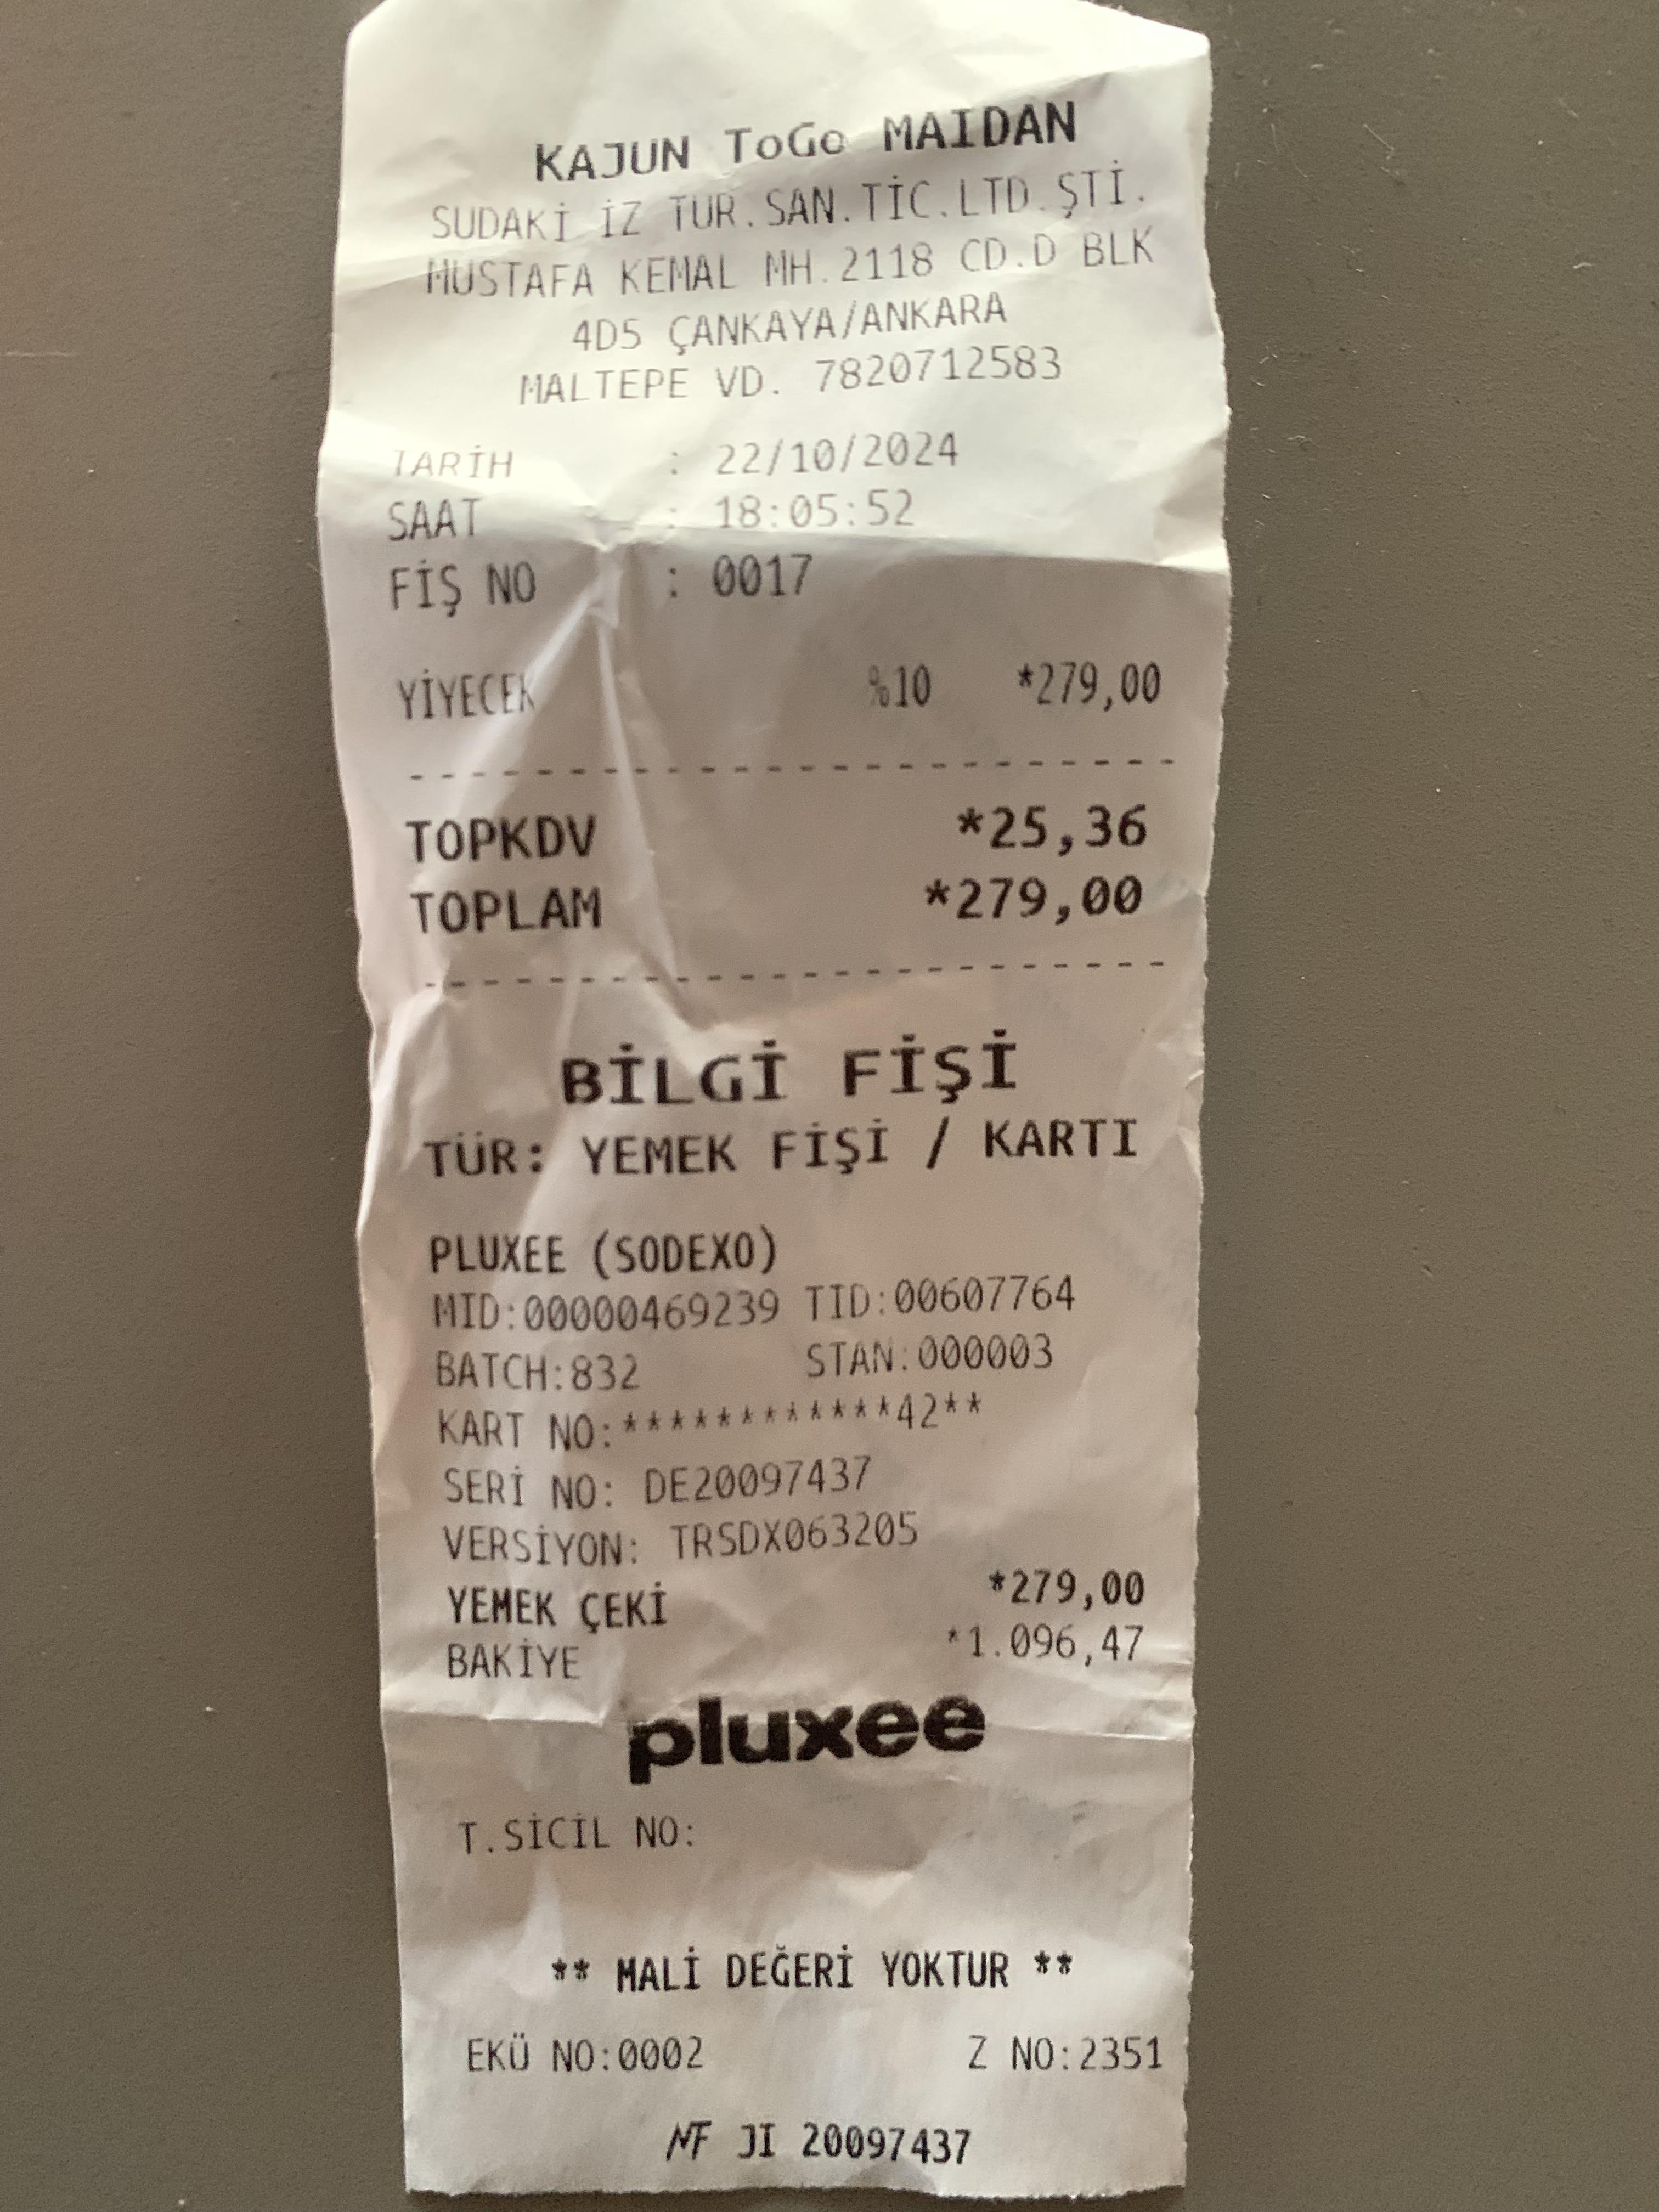 KAJUN ToGo MAIDAN
SUDAKİ İZ TUR.SAN.TİC.LTD.ŞTİ.
MUSTAFA KEMAL MH.2118 CD.D BLK
4D5 ÇANKAYA/ANKARA
MALTEPE VD. 7820712583
TARİH : 22/10/2024
SAAT : 18:05:52
FİŞ NO : 0017
YİYECEK %10 *279,00
TOPKDV *25,36
TOPLAM *279,00
BİLGİ FİŞİ
TÜR: YEMEK FİŞİ / KARTI
PLUXEE (SODEXO)
MID:00000469239 TID:00607764
BATCH:832 STAN:000003
KART NO:************42**
SERİ NO: DE20097437
VERSİYON: TRSDX063205
YEMEK ÇEKİ *279,00
BAKİYE *1.096,47
pluxee
T.SİCİL NO:
** MALİ DEĞERİ YOKTUR **
EKÜ NO:0002 Z NO:2351
MF JI 20097437